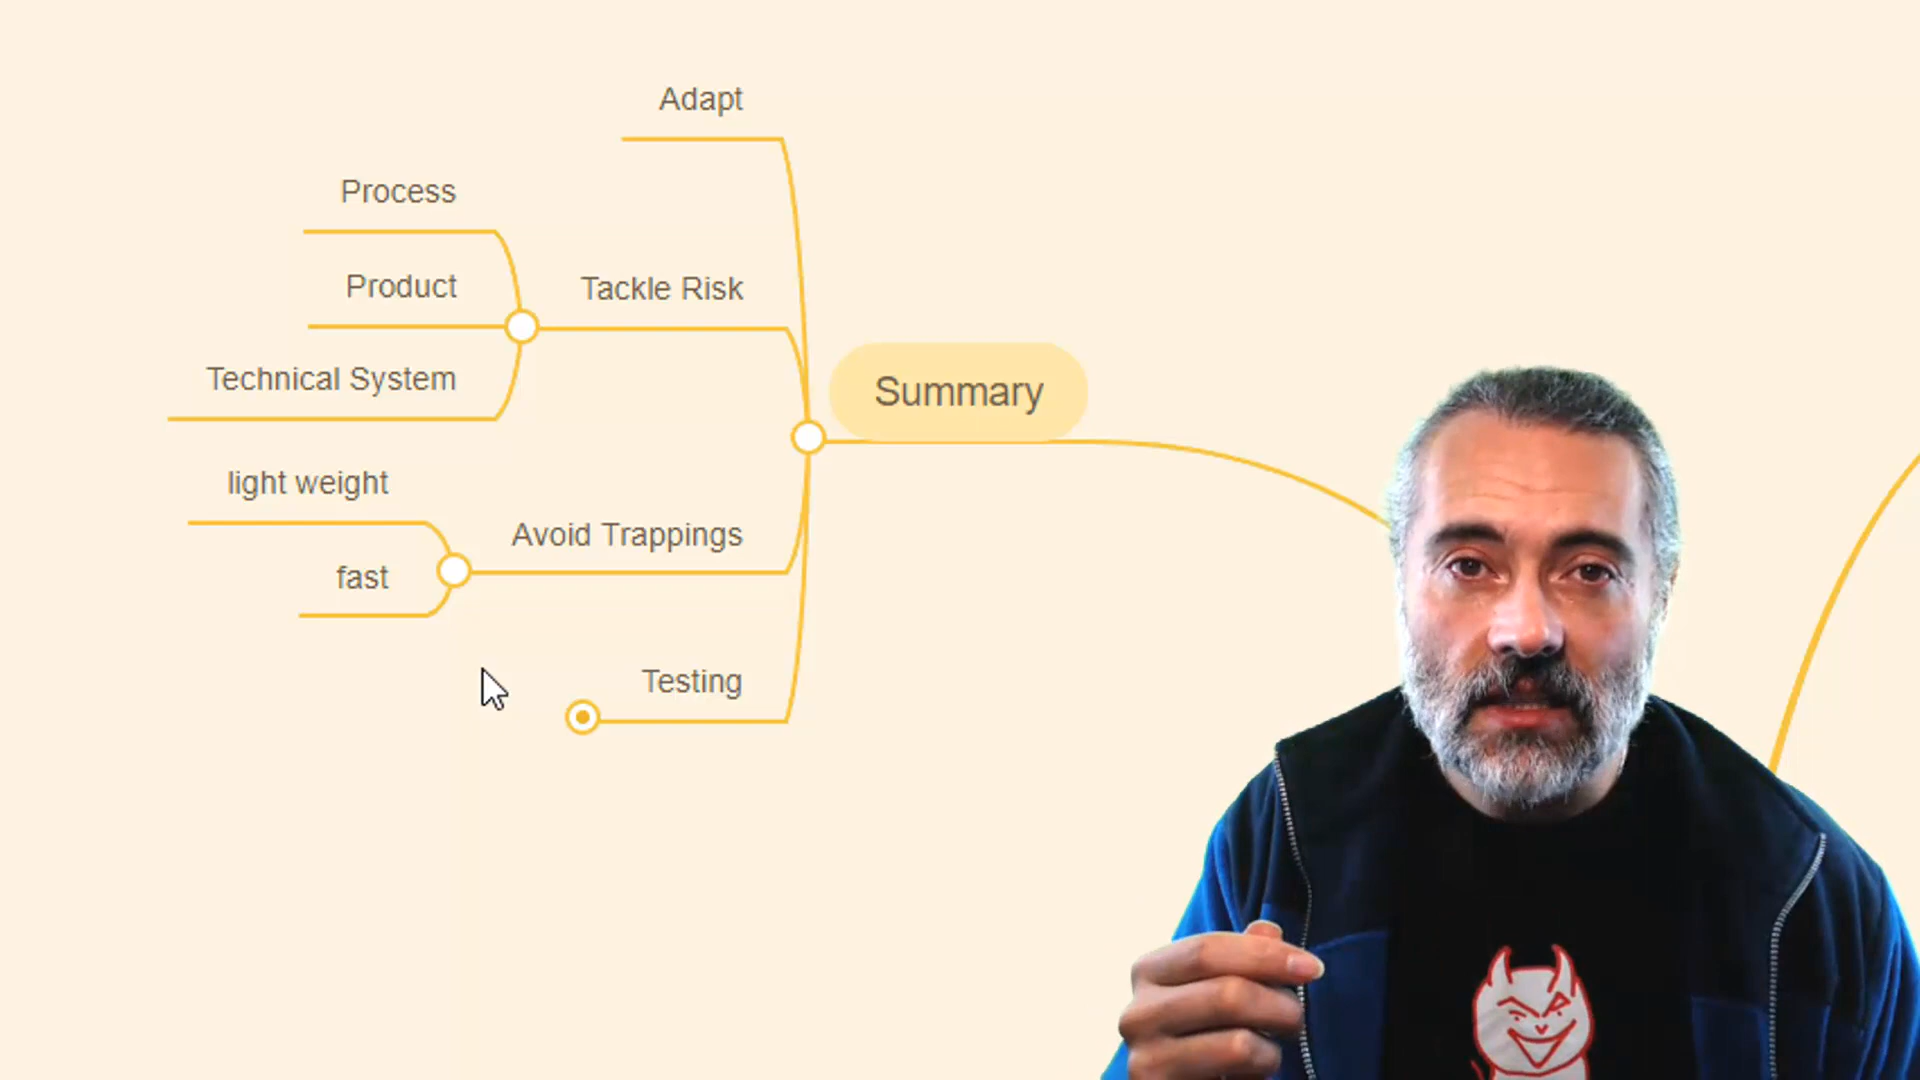 Adapt
Process
Product
Tackle Risk
Technical System
Summary
light weight
Avoid Trappings
fast
Testing